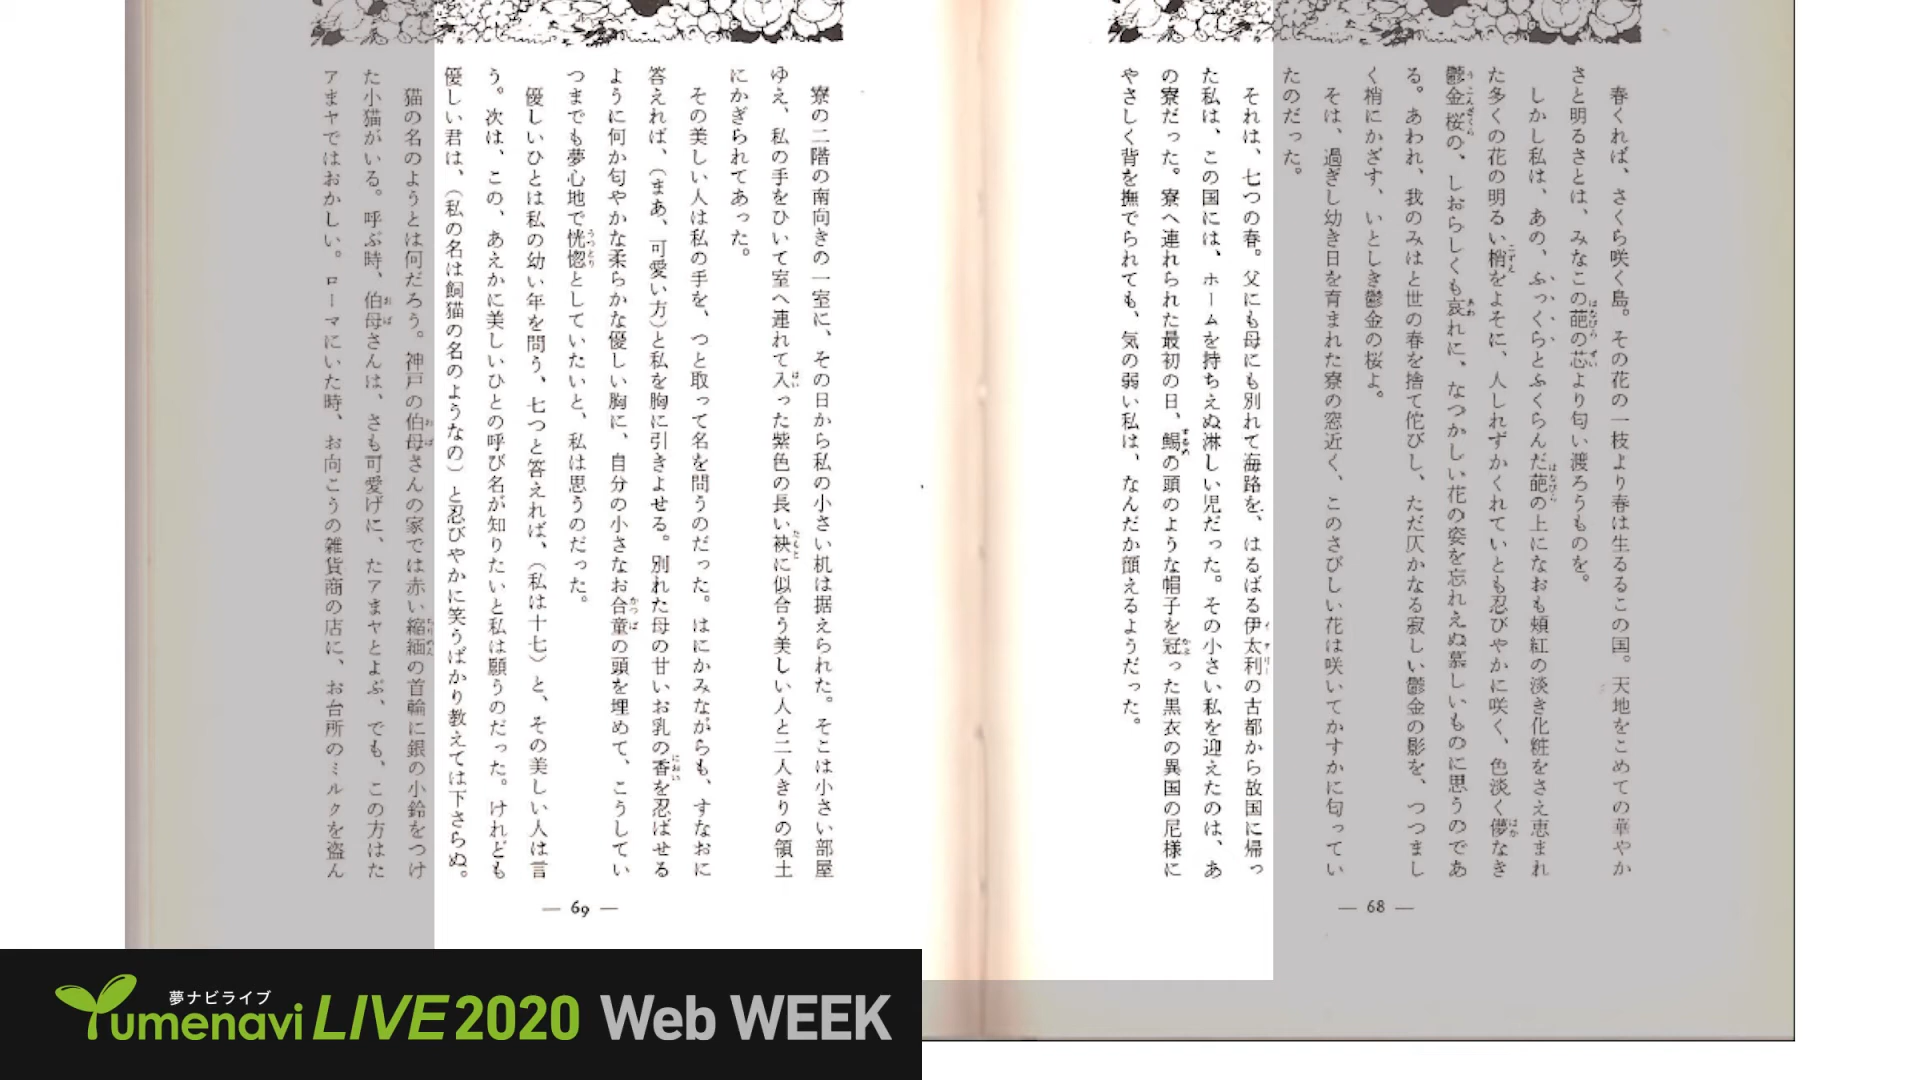 春くれば、さくら咲く島。その花の一枝より春は生るるこの国。天地をこめての華やか
さと明るさとは、みなこの葩の芯より匂い渡ろうものを。
しかし私は、あの、ふっくらとふくらんだ葩の上になおも頬紅の淡き化粧をさえ恵まれ
た多くの花の明るい梢をよそに、人しれずかくれていとも忍びやかに咲く、色淡く儚なき
鬱金桜の、しおらしくも哀れに、なつかしい花の姿を忘れえぬ慕しいものに思うのであ
る。あわれ、我のみはと世の春を捨て佗びし、ただ仄かなる寂しい鬱金の影を、つつまし
く梢にかざす、いとしき鬱金の桜よ。
そは、過ぎし幼き日を育まれた寮の窓近く、このさびしい花は咲いてかすかに匂ってい
たのだった。
それは、七つの春。父にも母にも別れて海路を、はるばる伊太利の古都から故国に帰っ
た私は、この国には、ホームを持ちえぬ淋しい児だった。その小さい私を迎えたのは、あ
の寮だった。寮へ連れられた最初の日、鯣の頭のような帽子を冠った黒衣の異国の尼様に
やさしく背を撫でられても、気の弱い私は、なんだか顫えるようだった。
— 68 —
寮の二階の南向きの一室に、その日から私の小さい机は据えられた。そこは小さい部屋
ゆえ、私の手をひいて室へ連れて入った紫色の長い袂に似合う美しい人と二人きりの領土
にかぎられてあった。
その美しい人は私の手を、つと取って名を問うのだった。はにかみながらも、すなおに
答えれば、（まあ、可愛い方）と私を胸に引きよせる。別れた母の甘いお乳の香を忍ばせる
ように何か匂やかな柔らかな優しい胸に、自分の小さなお合童の頭を埋めて、こうしてい
つまでも夢心地で恍惚としていたいと、私は思うのだった。
優しいひとは私の幼い年を問う、七つと答えれば、（私は十七）と、その美しい人は言
う。次は、この、あえかに美しいひとの呼び名が知りたいと私は願うのだった。けれども
優しい君は、（私の名は飼猫の名のようなの）と忍びやかに笑うばかり教えては下さらぬ。
猫の名のようとは何だろう。神戸の伯母さんの家では赤い縮緬の首輪に銀の小鈴をつけ
た小猫がいる。呼ぶ時、伯母さんは、さも可愛げに、たアまヤとよぶ、でも、この方はた
アまヤではおかしい。ローマにいた時、お向こうの雑貨商の店に、お台所のミルクを盗ん
— 69 —
夢ナビライブ
Yumenavi LIVE 2020 Web WEEK